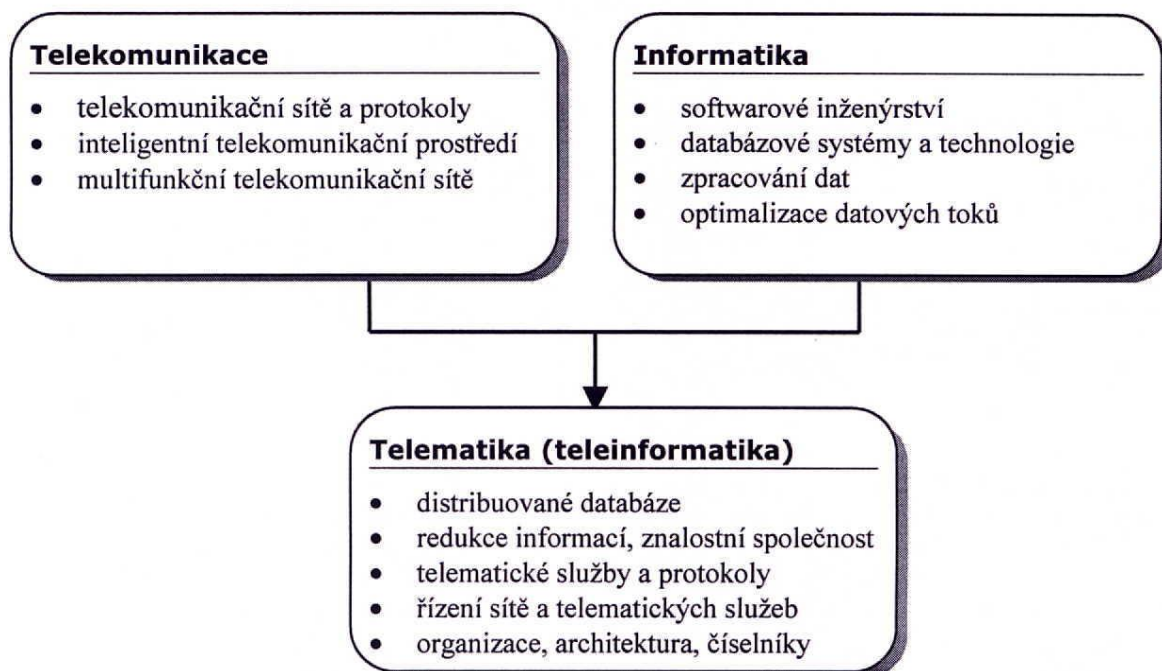 Telekomunikace
• telekomunikační sítě a protokoly
• inteligentní telekomunikační prostředí
• multifunkční telekomunikační sítě
Informatika
• softwarové inženýrství
• databázové systémy a technologie
• zpracování dat
• optimalizace datových toků
Telematika (teleinformatika)
• distribuované databáze
• redukce informací, znalostní společnost
• telematické služby a protokoly
• řízení sítě a telematických služeb
• organizace, architektura, číselníky